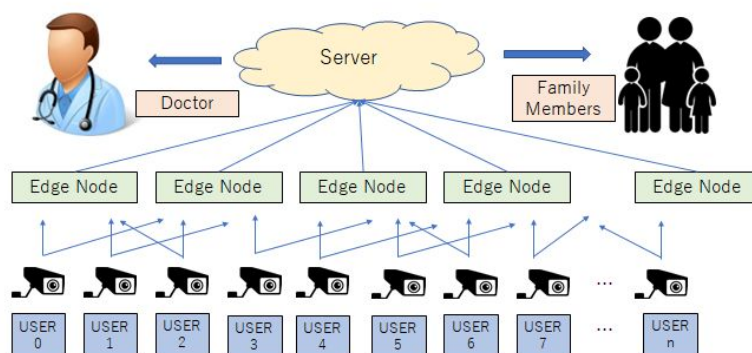 Server
Doctor
Family
Members
Edge Node
Edge Node
Edge Node
Edge Node
Edge Node
...
USER
0
USER
1
USER
2
USER
3
USER
4
USER
5
USER
6
USER
7
...
USER
n